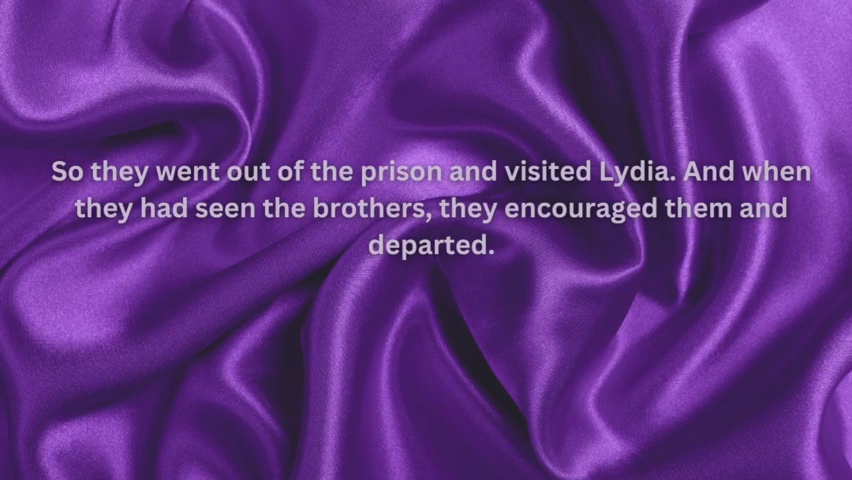 So they went out of the prison and visited Lydia. And when
they had seen the brothers, they encouraged them and
departed.